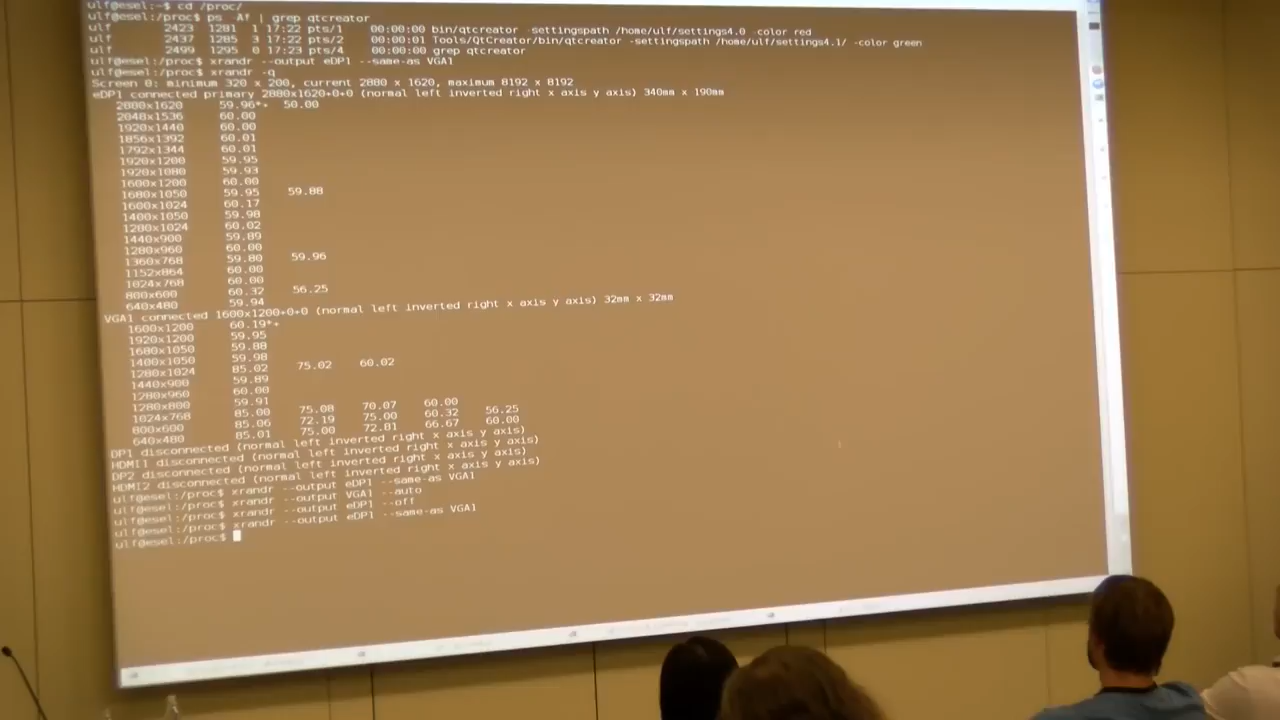 ulf@esel:~$ cd /proc/
ulf@esel:/proc$ ps -Af | grep qtcreator
ulf 2423 1281 1 17:22 pts/1 00:00:00 bin/qtcreator -settingspath /home/ulf/settings4.0 -color red
ulf 2437 1285 3 17:22 pts/2 00:00:01 Tools/QtCreator/bin/qtcreator -settingspath /home/ulf/settings4.1/ -color green
ulf 2499 1295 0 17:23 pts/4 00:00:00 grep qtcreator
ulf@esel:/proc$ xrandr --output eDP1 --same-as VGA1
ulf@esel:/proc$ xrandr -q
Screen 0: minimum 320 x 200, current 2880 x 1620, maximum 8192 x 8192
eDP1 connected primary 2880x1620+0+0 (normal left inverted right x axis y axis) 340mm x 190mm
2880x1620 59.96*+ 50.00
2048x1536 60.00
1920x1440 60.00
1856x1392 60.01
1792x1344 60.01
1920x1200 59.95
1920x1080 59.93
1600x1200 60.00
1680x1050 59.95 59.88
1600x1024 60.17
1400x1050 59.98
1280x1024 60.02
1440x900 59.89
1280x960 60.00
1360x768 59.80 59.96
1152x864 60.00
1024x768 60.00
800x600 60.32 56.25
640x480 59.94
VGA1 connected 1600x1200+0+0 (normal left inverted right x axis y axis) 32mm x 32mm
1600x1200 60.19*+
1920x1200 59.95
1680x1050 59.88
1400x1050 59.98
1280x1024 85.02 75.02 60.02
1440x900 59.89
1280x960 60.00
1280x800 59.91
1024x768 85.00 75.08 70.07 60.00
800x600 85.06 72.19 75.00 60.32 56.25
640x480 85.01 75.00 72.81 66.67 60.00
DP1 disconnected (normal left inverted right x axis y axis)
HDMI1 disconnected (normal left inverted right x axis y axis)
DP2 disconnected (normal left inverted right x axis y axis)
HDMI2 disconnected (normal left inverted right x axis y axis)
ulf@esel:/proc$ xrandr --output eDP1 --same-as VGA1
ulf@esel:/proc$ xrandr --output VGA1 --auto
ulf@esel:/proc$ xrandr --output eDP1 --off
ulf@esel:/proc$ xrandr --output eDP1 --same-as VGA1
ulf@esel:/proc$